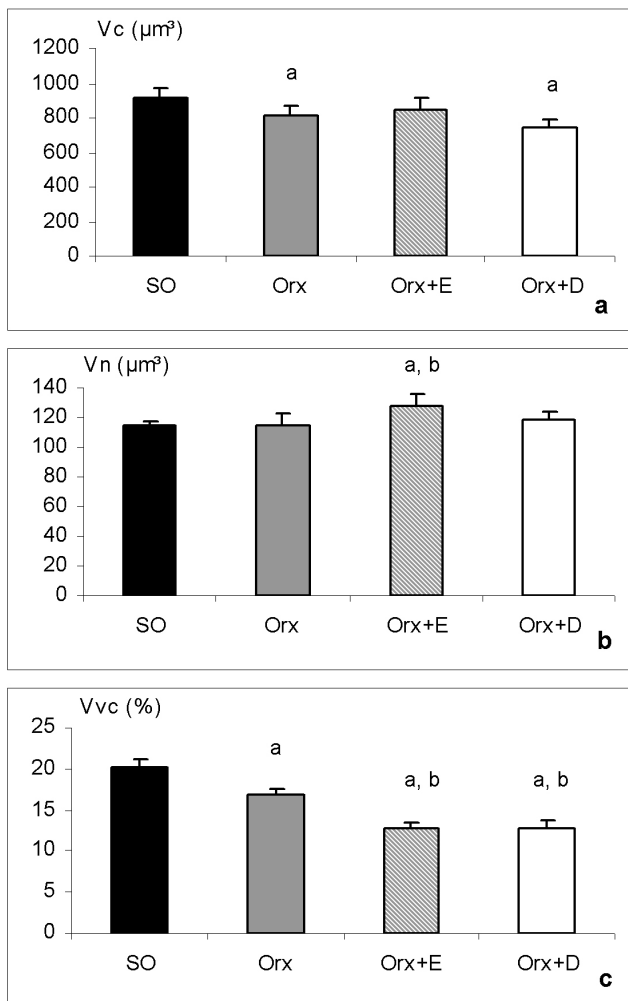 Vc (µm³)
1200
1000
800
600
400
200
0
a
a
SO Orx Orx+E Orx+D
a
Vn (µm³)
140
120
100
80
60
40
20
0
a, b
SO Orx Orx+E Orx+D
b
Vvc (%)
25
20
15
10
5
0
a
a, b
a, b
SO Orx Orx+E Orx+D
c